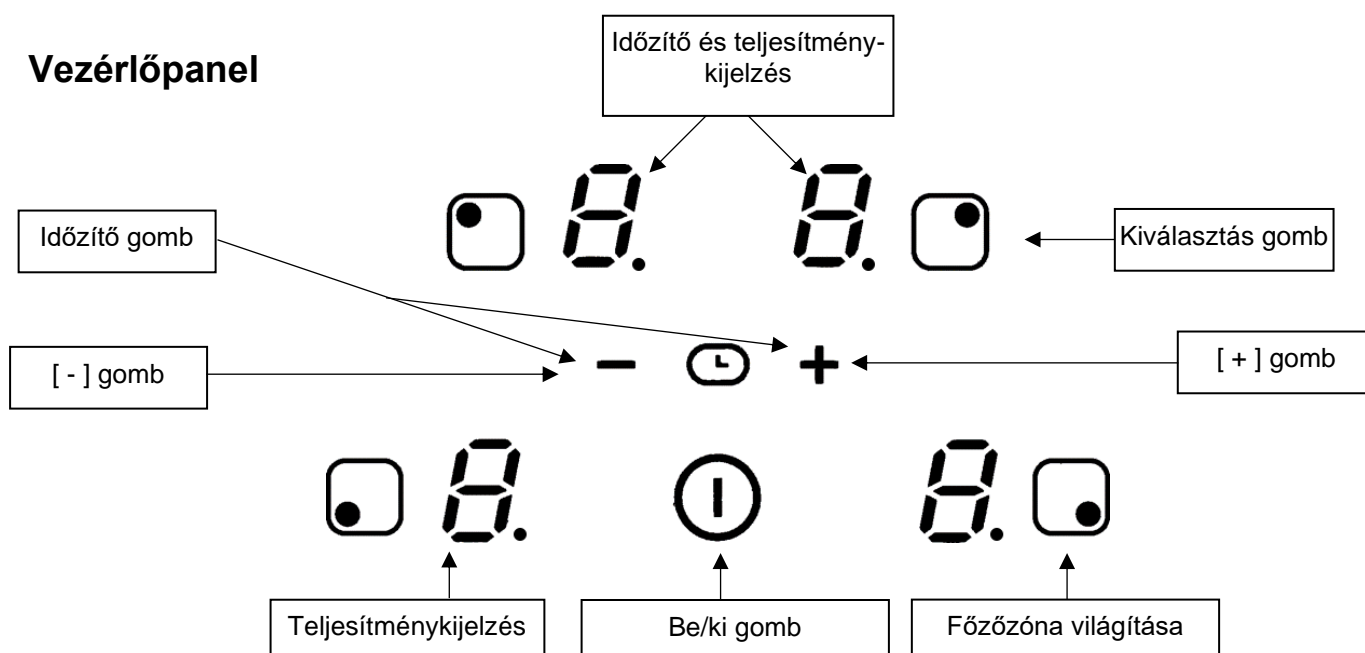 Vezérlőpanel
Időzítő és teljesítmény-
kijelzés
Időzítő gomb
Kiválasztás gomb
[ - ] gomb
[ + ] gomb
Teljesítménykijelzés
Be/ki gomb
Főzőzóna világítása